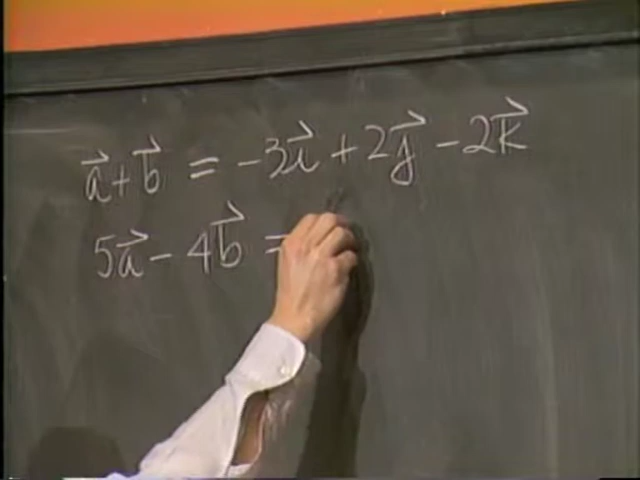 a⃗ + b⃗ = -3i⃗ + 2j⃗ - 2k⃗
5a⃗ - 4b⃗ =